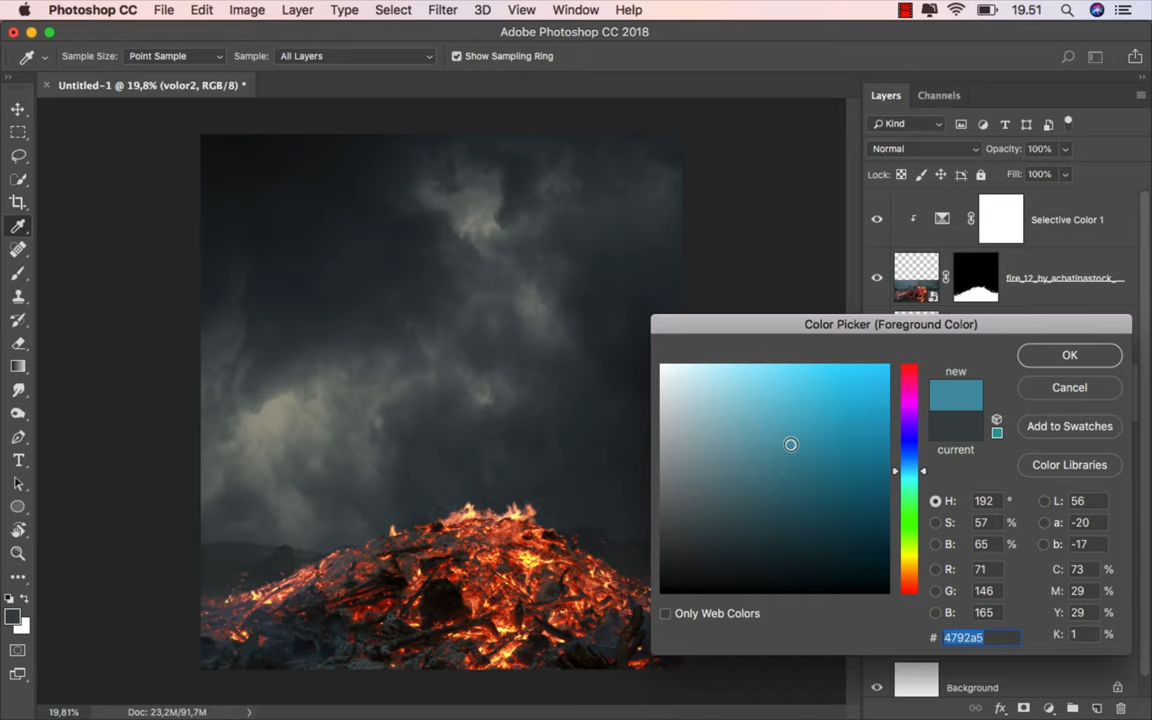 Photoshop CC File Edit Image Layer Type Select Filter 3D View Window Help 19.51
Adobe Photoshop CC 2018
Sample Size: Point Sample Sample: All Layers Show Sampling Ring
Untitled-1 @ 19,8% (volor2, RGB/8) *
Layers Channels
Kind
Normal Opacity: 100%
Lock: Fill: 100%
Selective Color 1
fire_12_by_achatinastock_
Color Picker (Foreground Color)
new
current
OK
Cancel
Add to Swatches
Color Libraries
H: 192 ° L: 56
S: 57 % a: -20
B: 65 % b: -17
R: 71 C: 73 %
G: 146 M: 29 %
B: 165 Y: 29 %
# 4792a5 K: 1 %
Only Web Colors
Background
19,81% Doc: 23,2M/91,7M